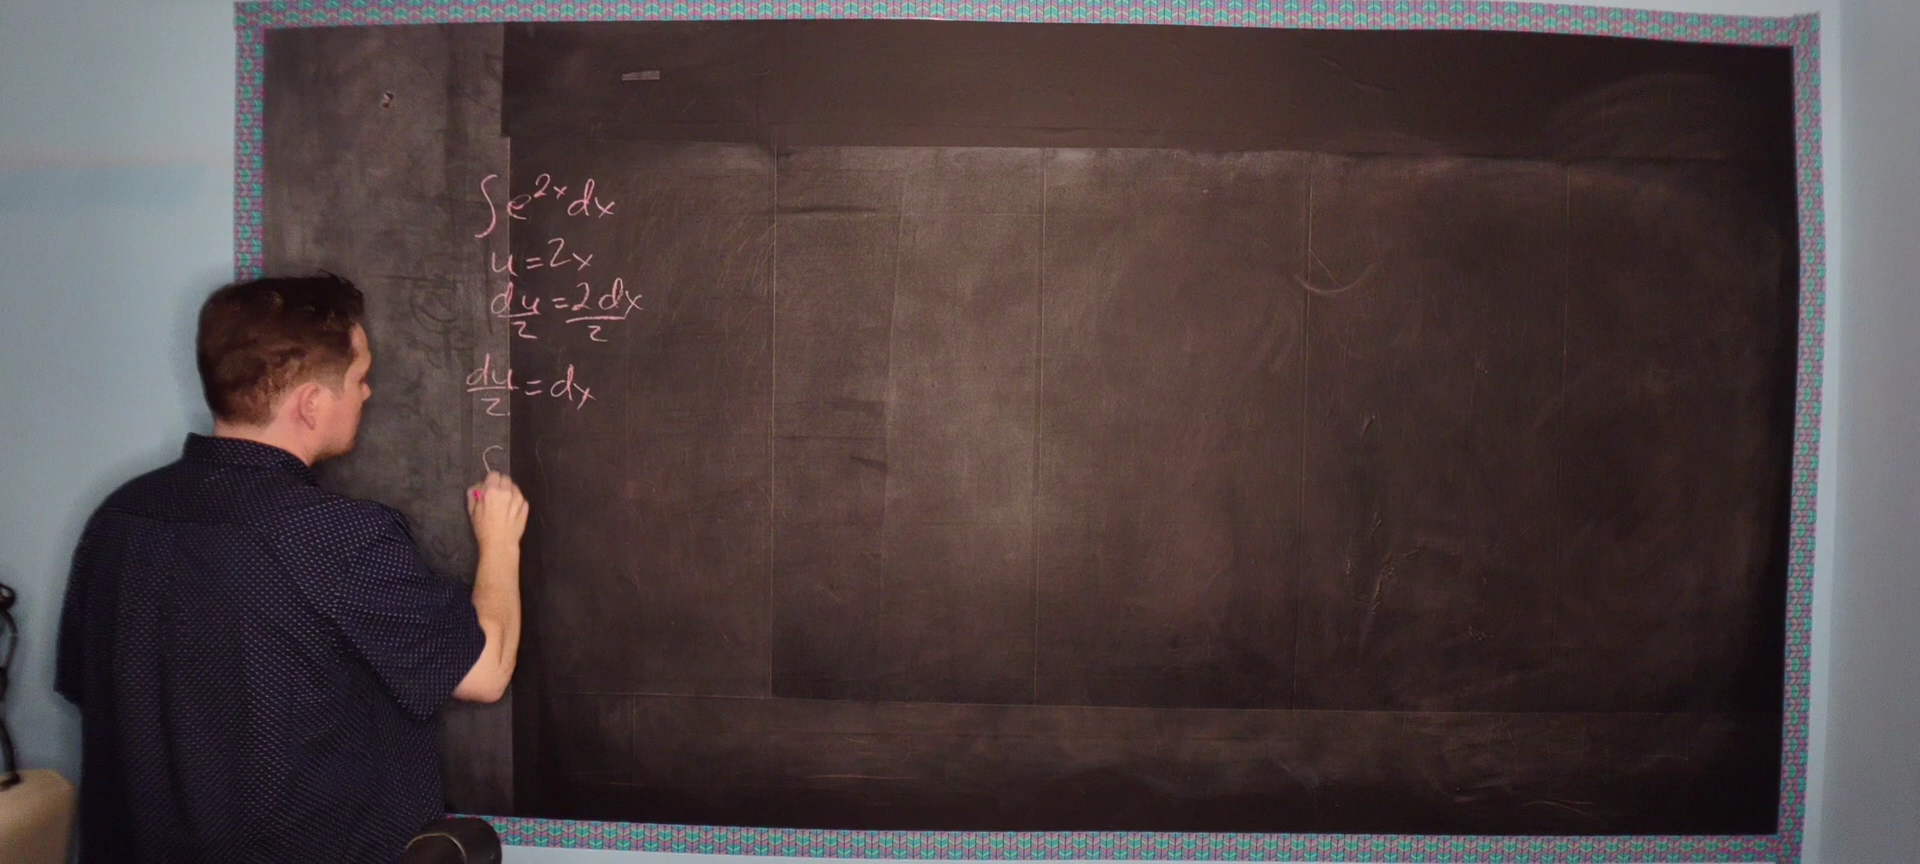 ∫e^{2x}dx
u=2x
du/2=2dx/2
du/2=dx
∫